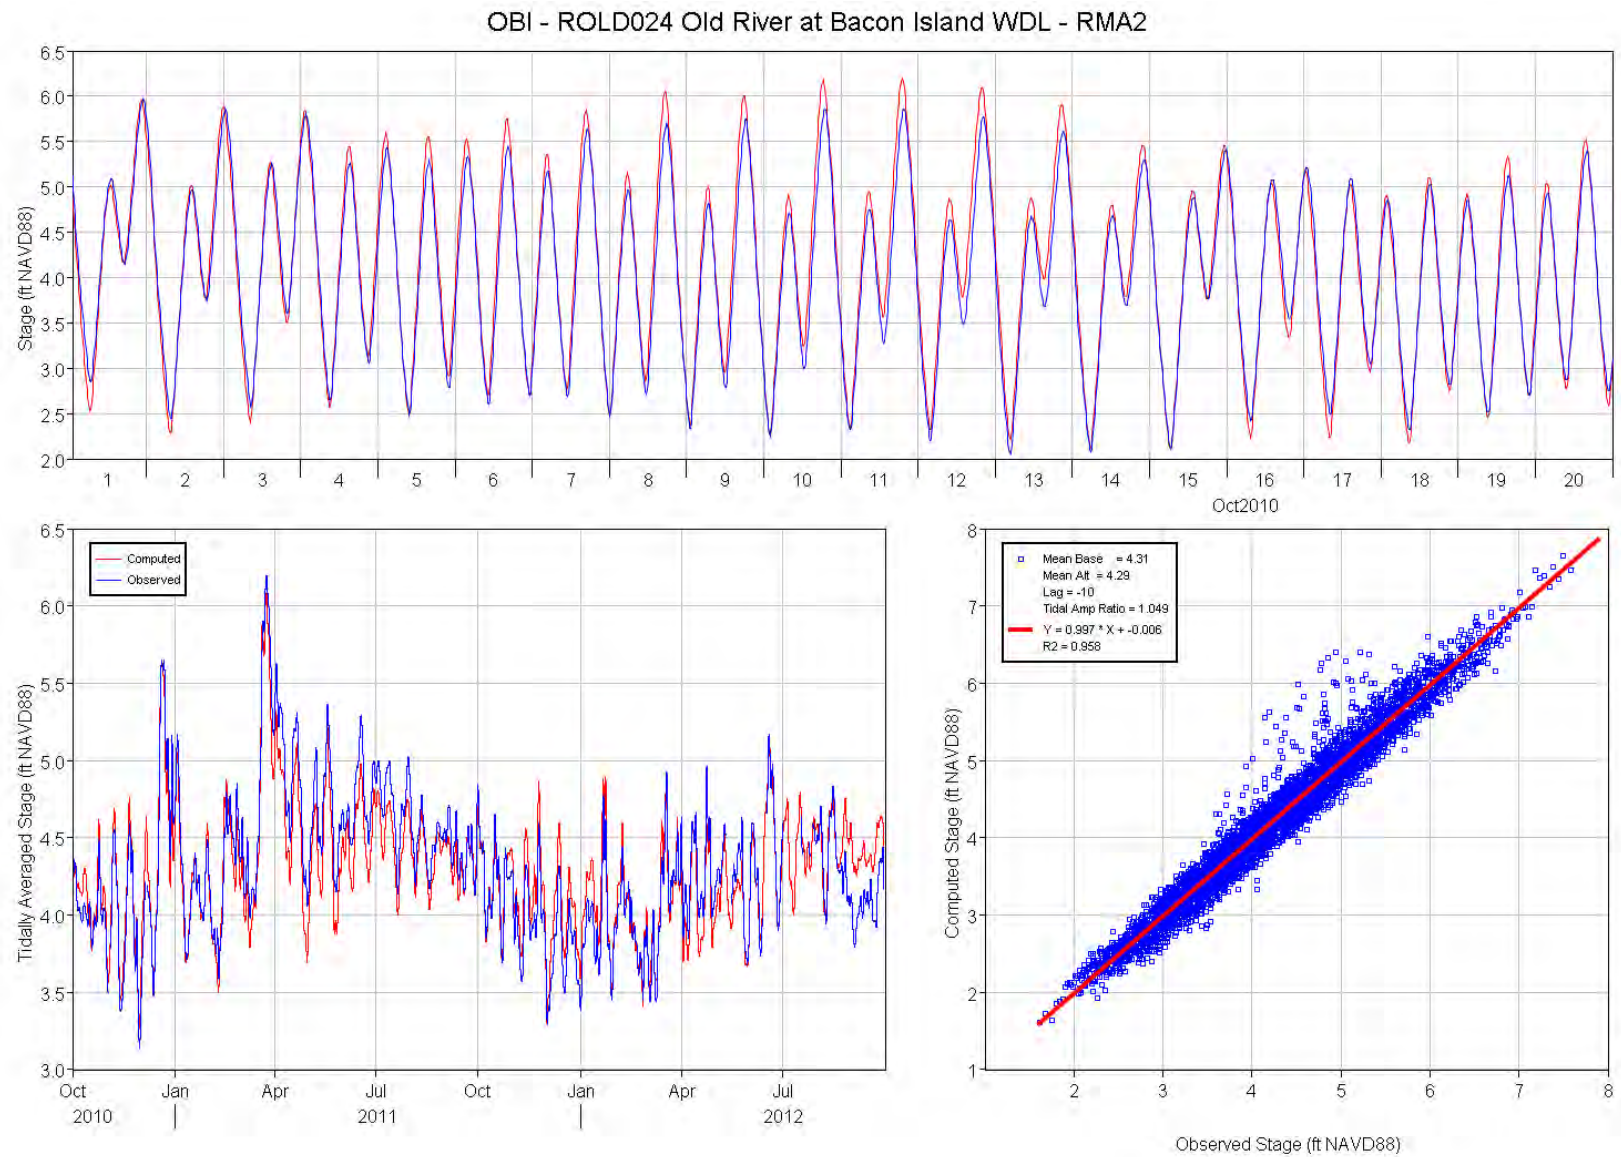 OBI - ROLD024 Old River at Bacon Island WDL - RMA2
6.5
6.0
5.5
5.0
4.5
4.0
3.5
3.0
2.5
2.0
Stage (ft NAVD88)
1 2 3 4 5 6 7 8 9 10 11 12 13 14 15 16 17 18 19 20
Oct2010
6.5
6.0
5.5
5.0
4.5
4.0
3.5
3.0
Tidally Averaged Stage (ft NAVD88)
Computed
Observed
Oct Jan Apr Jul Oct Jan Apr Jul
2010 | 2011 | 2012
8
7
6
5
4
3
2
1
Computed Stage (ft NAVD88)
Mean Base = 4.31
Mean Alt = 4.29
Lag = -10
Tidal Amp Ratio = 1.049
Y = 0.997 * X + -0.006
R2 = 0.958
2 3 4 5 6 7 8
Observed Stage (ft NAVD88)